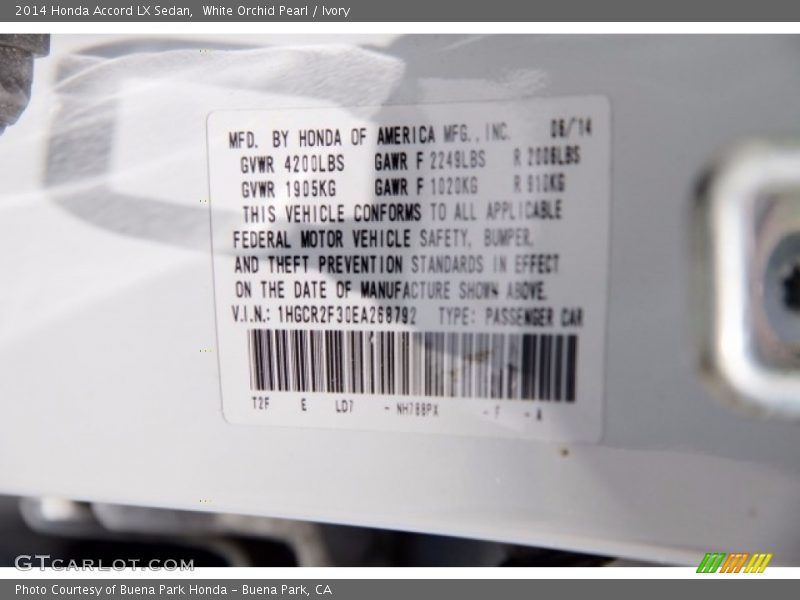 2014 Honda Accord LX Sedan, White Orchid Pearl / Ivory
MFD. BY HONDA OF AMERICA MFG., INC. 06/14
GVWR 4200LBS GAWR F 2249LBS R 2006LBS
GVWR 1905KG GAWR F 1020KG R 910KG
THIS VEHICLE CONFORMS TO ALL APPLICABLE
FEDERAL MOTOR VEHICLE SAFETY, BUMPER,
AND THEFT PREVENTION STANDARDS IN EFFECT
ON THE DATE OF MANUFACTURE SHOWN ABOVE.
V.I.N.: 1HGCR2F30EA268792 TYPE: PASSENGER CAR
T2F E LD7 - NH788PX - F - A
GTCARLOT.COM
Photo Courtesy of Buena Park Honda - Buena Park, CA